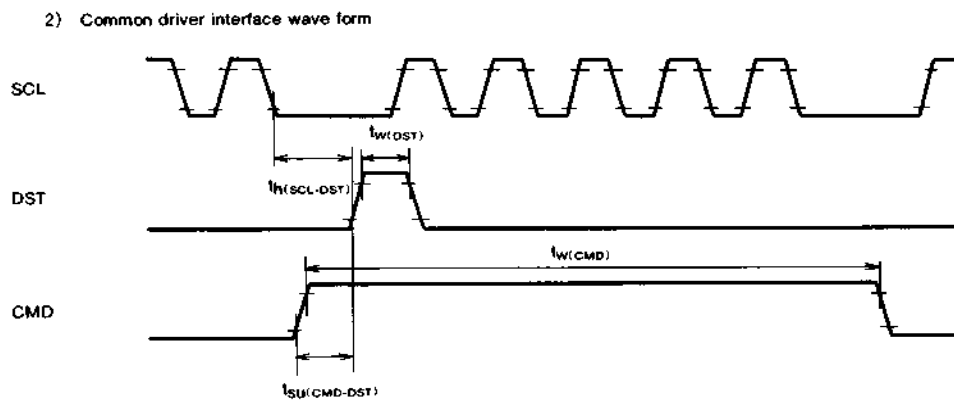 2) Common driver interface wave form
SCL
tW(DST)
th(SCL-DST)
DST
tW(CMD)
CMD
tSU(CMD-DST)